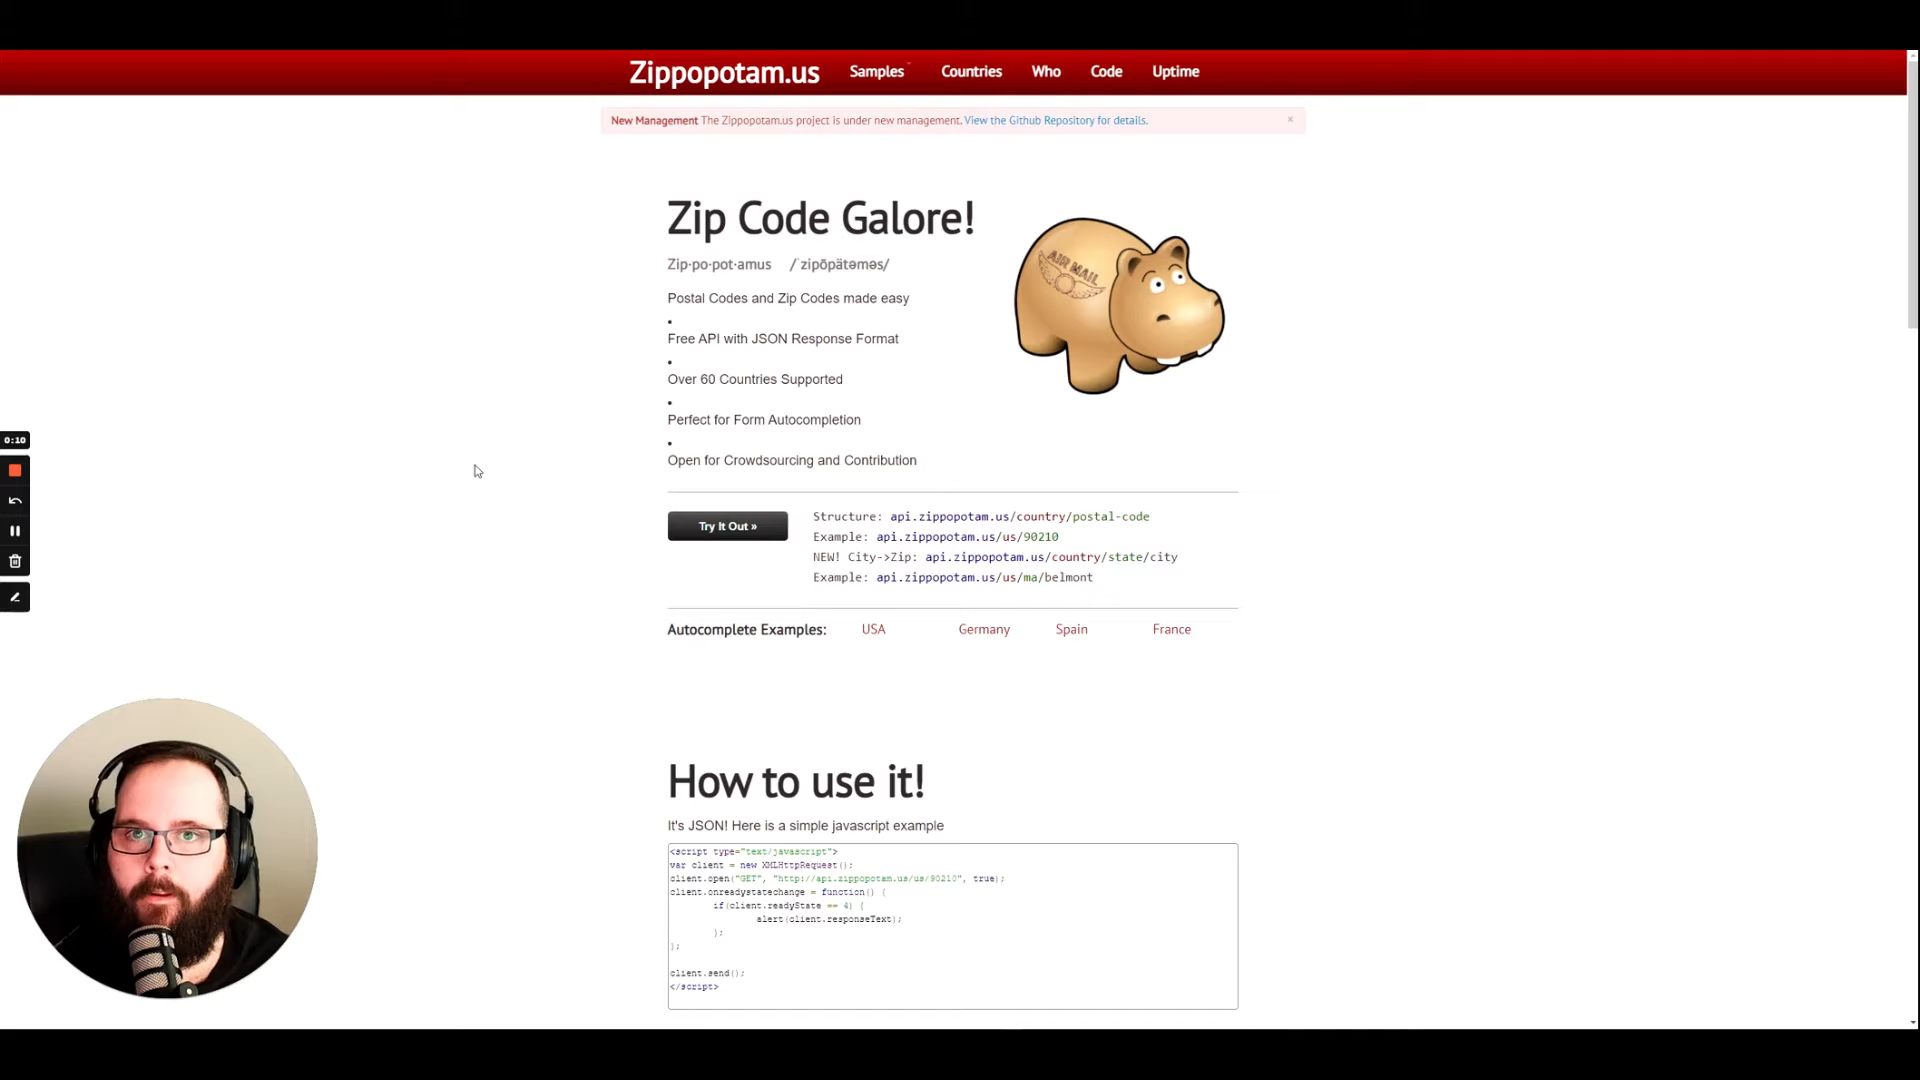 Zippopotam.us Samples Countries Who Code Uptime
New Management The Zippopotam.us project is under new management. View the Github Repository for details. ×
Zip Code Galore!
Zip·po·pot·amus /ˈzipōpätəməs/
AIR MAIL
Postal Codes and Zip Codes made easy
•
Free API with JSON Response Format
•
Over 60 Countries Supported
•
Perfect for Form Autocompletion
•
Open for Crowdsourcing and Contribution
0:10
Try It Out »
Structure: api.zippopotam.us/country/postal-code
Example: api.zippopotam.us/us/90210
NEW! City->Zip: api.zippopotam.us/country/state/city
Example: api.zippopotam.us/us/ma/belmont
Autocomplete Examples: USA Germany Spain France
How to use it!
It's JSON! Here is a simple javascript example
<script type="text/javascript">
var client = new XMLHttpRequest();
client.open("GET", "http://api.zippopotam.us/us/90210", true);
client.onreadystatechange = function() {
if(client.readyState == 4) {
alert(client.responseText);
};
};
client.send();
</script>